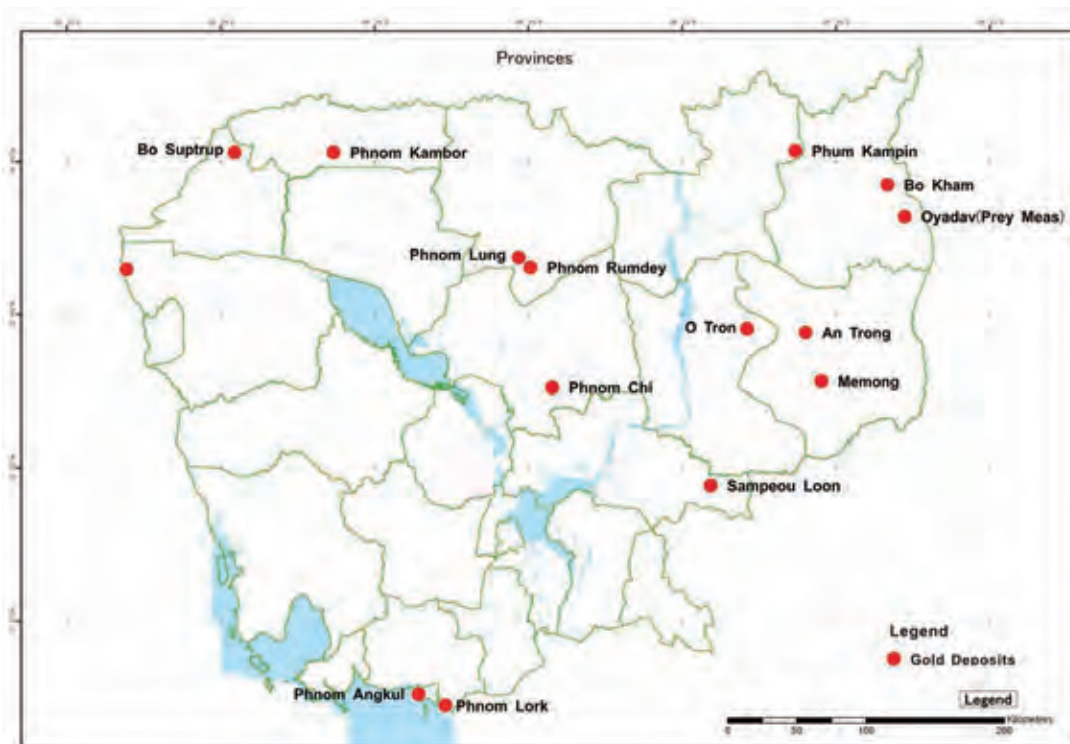 Provinces
Bo Suptrup
Phnom Kambor
Phum Kampin
Bo Kham
Oyadav(Prey Meas)
Phnom Lung
Phnom Rumdey
O Tron
An Trong
Phnom Chi
Memong
Sampeou Loon
Legend
Gold Deposits
Phnom Angkul
Phnom Lork
Legend
Kilometers
0 50 100 200